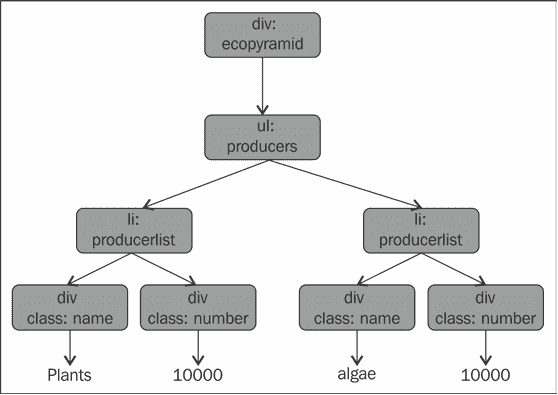 div:
ecopyramid
ul:
producers
li:
producerlist
li:
producerlist
div
class: name
div
class: number
div
class: name
div
class: number
Plants
10000
algae
10000